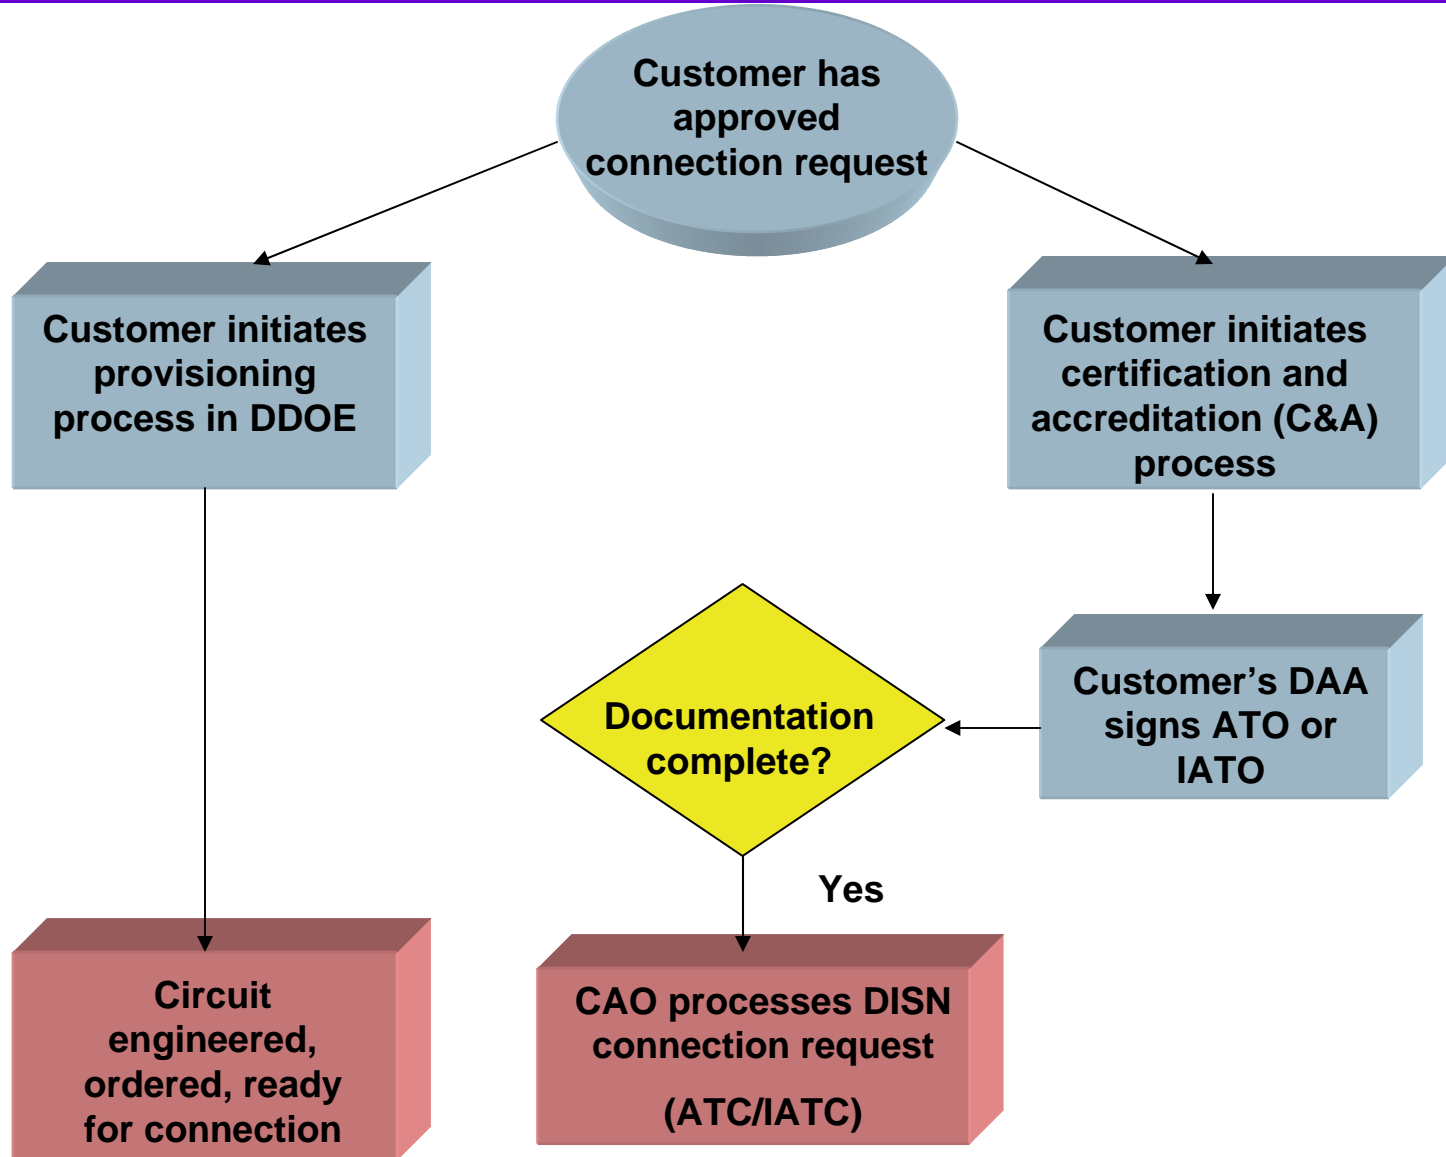 Customer has
approved
connection request
Customer initiates
provisioning
process in DDOE
Customer initiates
certification and
accreditation (C&A)
process
Customer’s DAA
signs ATO or
IATO
Documentation
complete?
Yes
Circuit
engineered,
ordered, ready
for connection
CAO processes DISN
connection request
(ATC/IATC)